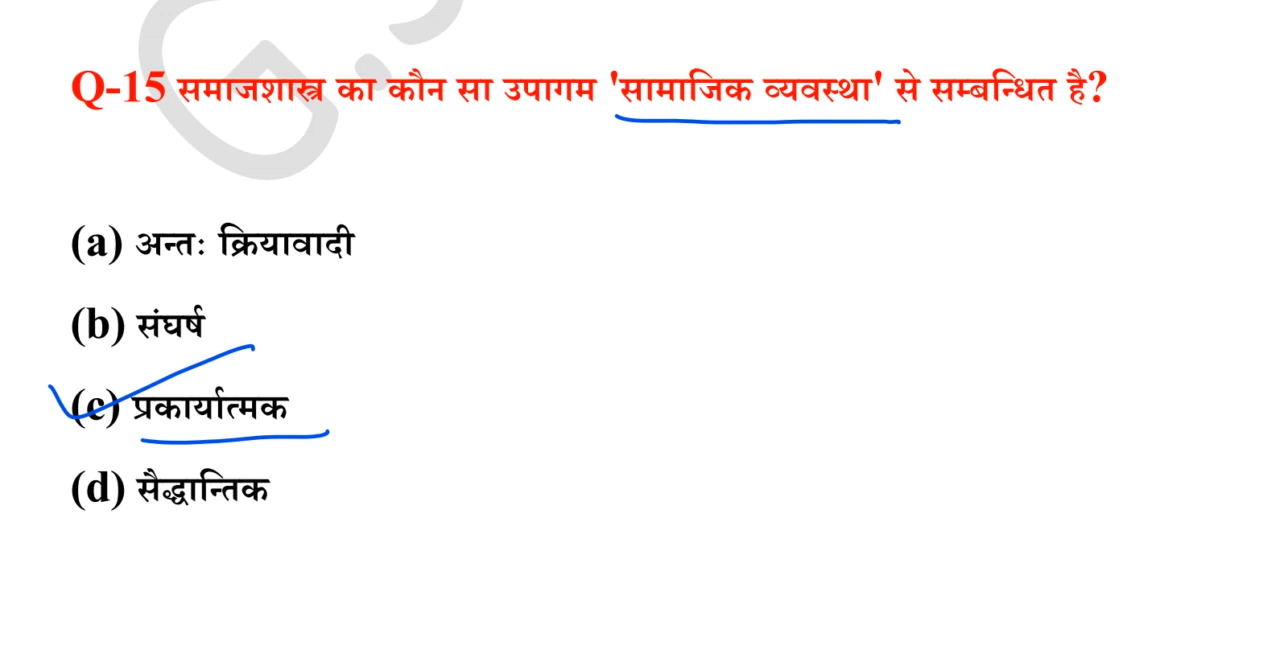 Q-15 समाजशास्त्र का कौन सा उपागम 'सामाजिक व्यवस्था' से सम्बन्धित है?
(a) अन्तः क्रियावादी
(b) संघर्ष
(c) प्रकार्यात्मक
(d) सैद्धान्तिक